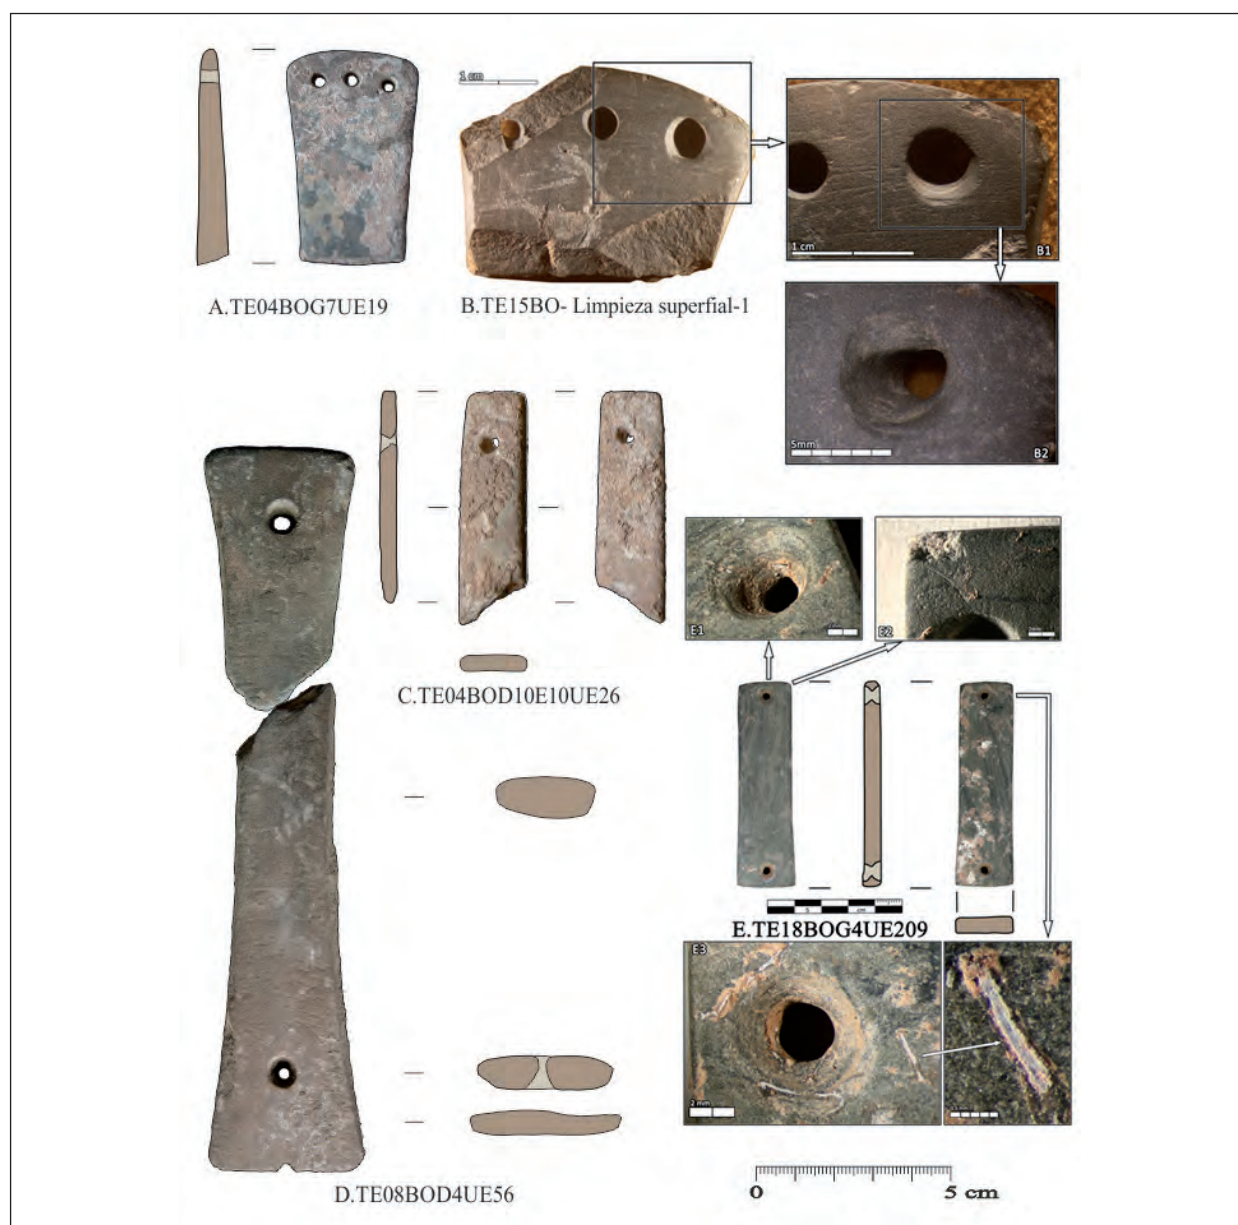 1 cm
A.TE04BOG7UE19
B.TE15BO- Limpieza superfial-1
1 cm
B1
5mm
B2
C.TE04BOD10E10UE26
E1
E2
E.TE18BOG4UE209
E3
2 mm
D.TE08BOD4UE56
0 5 cm